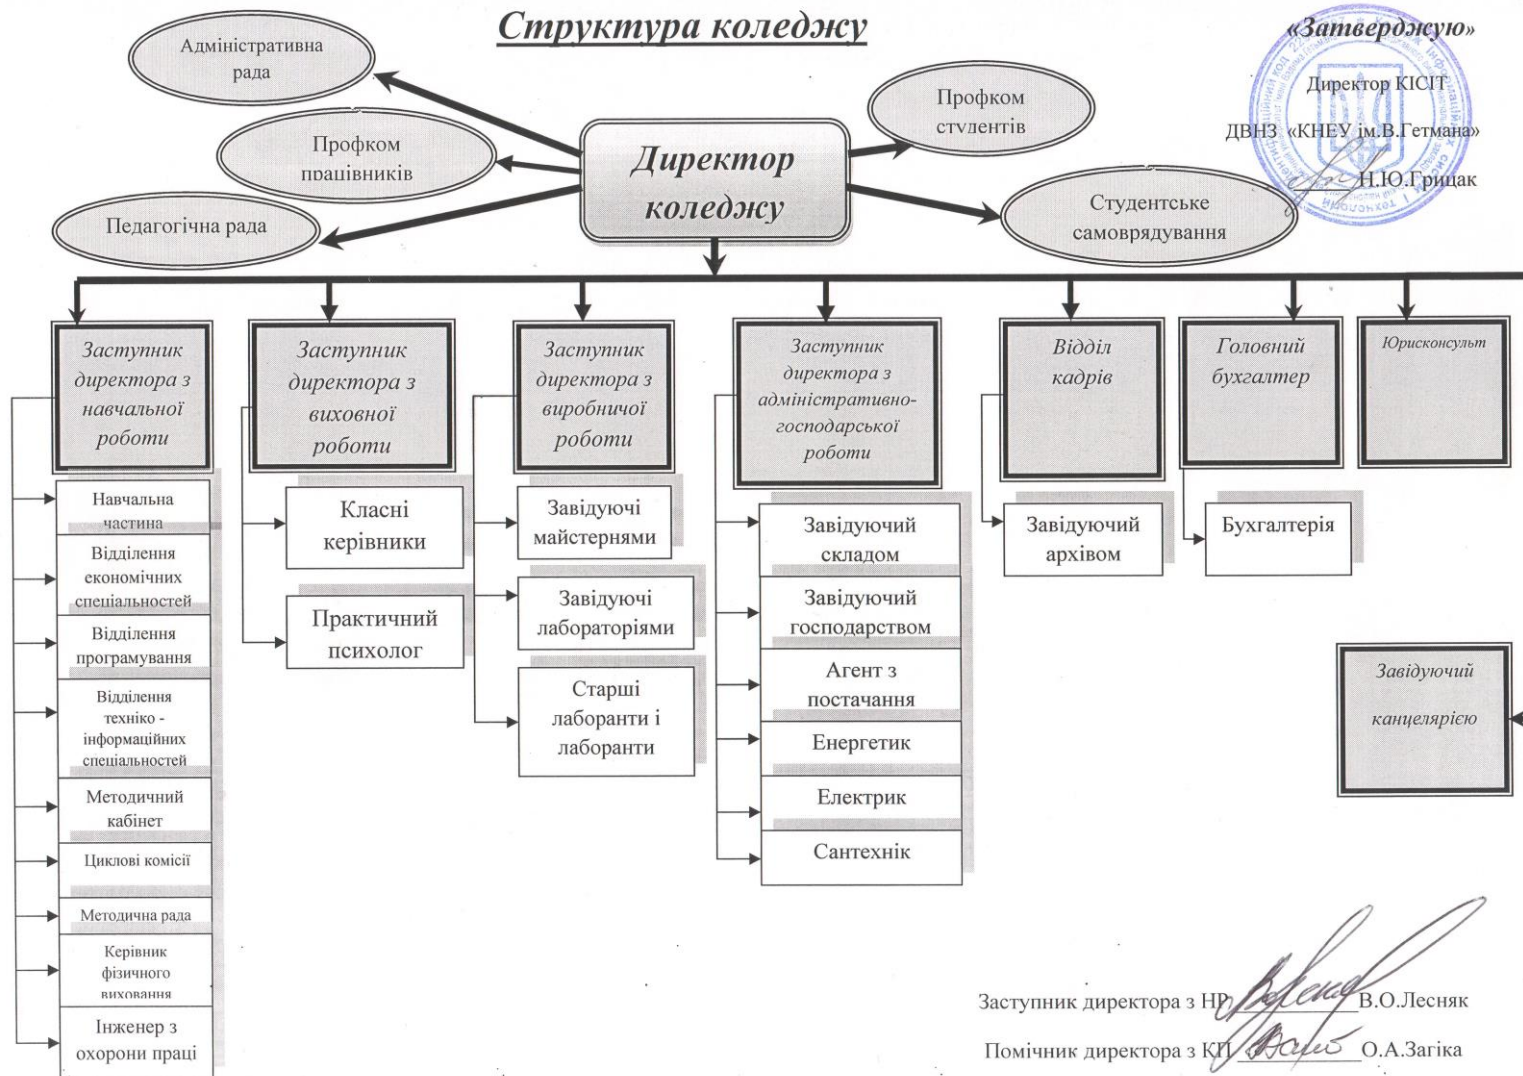 Структура коледжу
«Затверджую»
Директор КІСІТ
ДВНЗ «КНЕУ ім.В.Гетмана»
Н.Ю.Грицак
Адміністративна
рада
Профком
працівників
Педагогічна рада
Директор
коледжу
Профком
студентів
Студентське
самоврядування
Заступник
директора з
навчальної
роботи
Заступник
директора з
виховної
роботи
Заступник
директора з
виробничої
роботи
Заступник
директора з
адміністративно-
господарської
роботи
Відділ
кадрів
Головний
бухгалтер
Юрисконсульт
Навчальна
частина
Відділення
економічних
спеціальностей
Відділення
програмування
Відділення
техніко -
інформаційних
спеціальностей
Методичний
кабінет
Циклові комісії
Методична рада
Керівник
фізичного
виховання
Інженер з
охорони праці
Класні
керівники
Практичний
психолог
Завідуючі
майстернями
Завідуючі
лабораторіями
Старші
лаборанти і
лаборанти
Завідуючий
складом
Завідуючий
господарством
Агент з
постачання
Енергетик
Електрик
Сантехнік
Завідуючий
архівом
Бухгалтерія
Завідуючий
канцелярією
Заступник директора з НР В.О.Лесняк
Помічник директора з КП О.А.Загіка